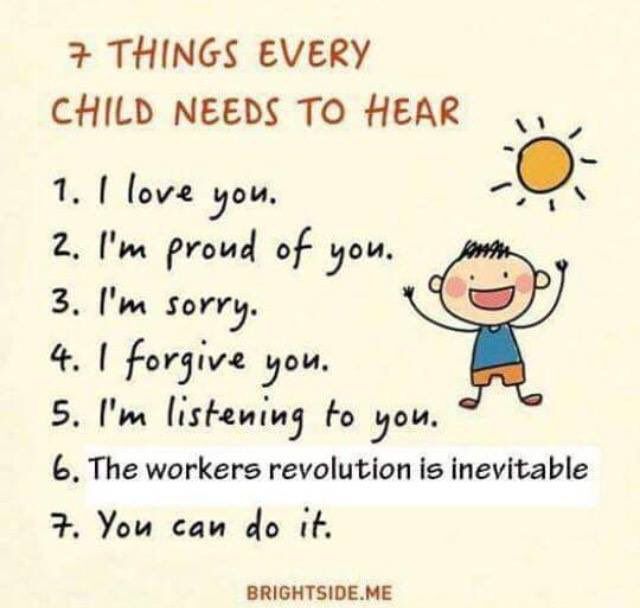 7 THINGS EVERY
CHILD NEEDS TO HEAR
1. I love you.
2. I'm proud of you.
3. I'm sorry.
4. I forgive you.
5. I'm listening to you.
6. The workers revolution is inevitable
7. You can do it.
BRIGHTSIDE.ME